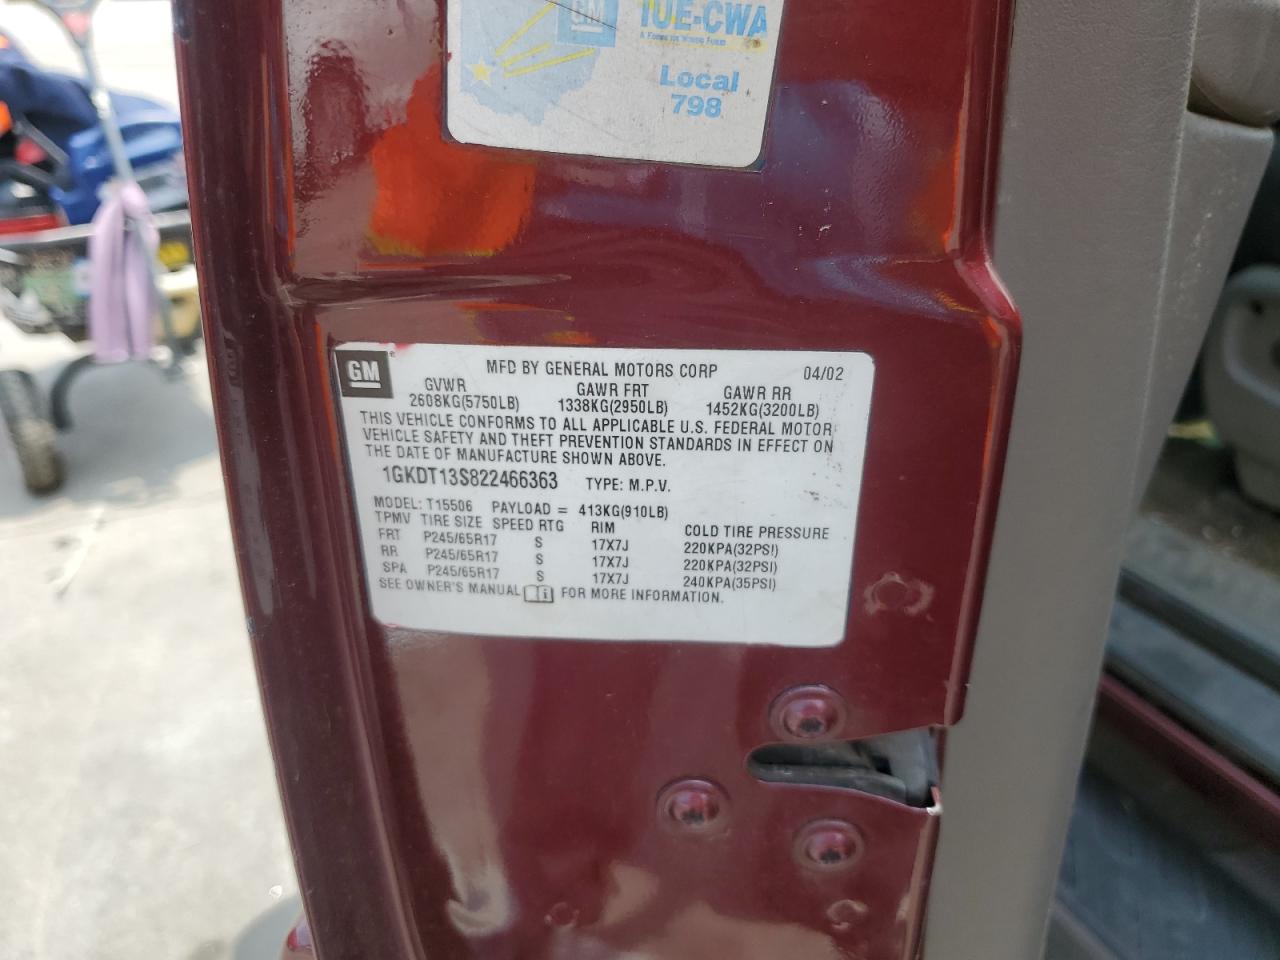 GM
IUE-CWA
Local
798
GM
MFD BY GENERAL MOTORS CORP 04/02
GVWR GAWR FRT GAWR RR
2608KG(5750LB) 1338KG(2950LB) 1452KG(3200LB)
THIS VEHICLE CONFORMS TO ALL APPLICABLE U.S. FEDERAL MOTOR
VEHICLE SAFETY AND THEFT PREVENTION STANDARDS IN EFFECT ON
THE DATE OF MANUFACTURE SHOWN ABOVE.
1GKDT13S822466363 TYPE: M.P.V.
MODEL: T15506 PAYLOAD = 413KG(910LB)
TPMV TIRE SIZE SPEED RTG RIM COLD TIRE PRESSURE
FRT P245/65R17 S 17X7J 220KPA(32PSI)
RR P245/65R17 S 17X7J 220KPA(32PSI)
SPA P245/65R17 S 17X7J 240KPA(35PSI)
SEE OWNER'S MANUAL FOR MORE INFORMATION.